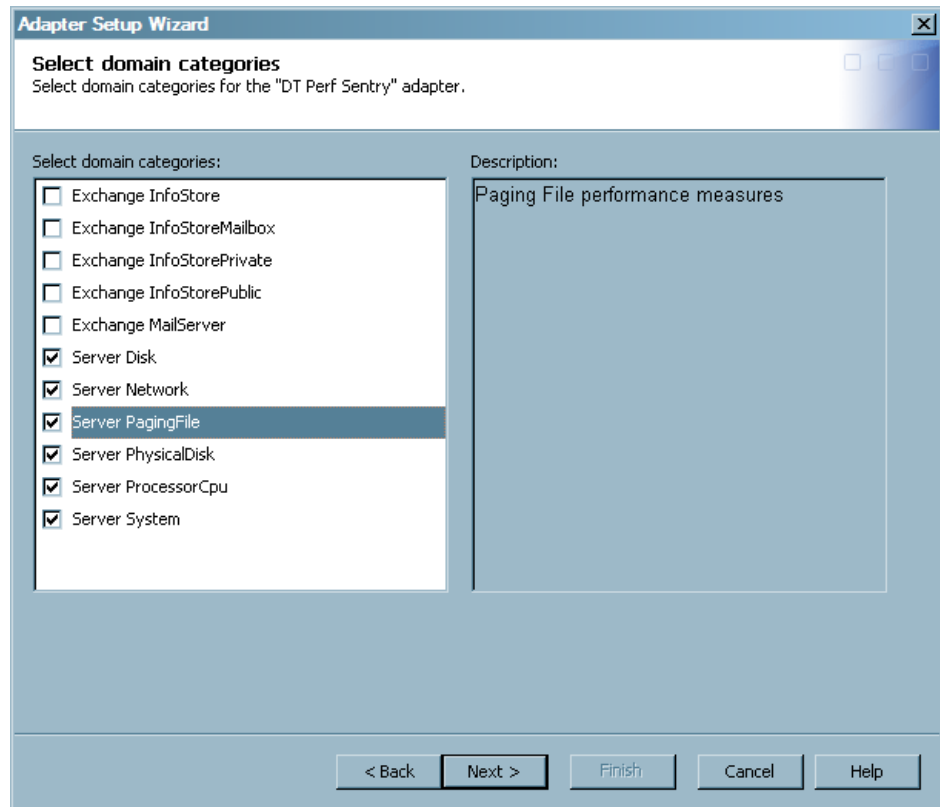 Adapter Setup Wizard
Select domain categories
Select domain categories for the "DT Perf Sentry" adapter.
Select domain categories:
Exchange InfoStore
Exchange InfoStoreMailbox
Exchange InfoStorePrivate
Exchange InfoStorePublic
Exchange MailServer
Server Disk
Server Network
Server PagingFile
Server PhysicalDisk
Server ProcessorCpu
Server System
Description:
Paging File performance measures
< Back
Next >
Finish
Cancel
Help